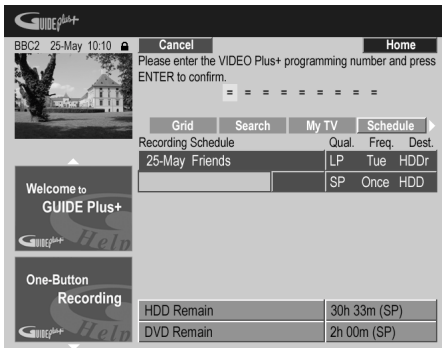 GUIDE plus+
BBC2 25-May 10:10
Cancel Home
Please enter the VIDEO Plus+ programming number and press
ENTER to confirm.
= = = = = = = = =
Grid Search My TV Schedule
Recording Schedule Qual. Freq. Dest.
25-May Friends LP Tue HDDr
SP Once HDD
Welcome to
GUIDE Plus+
GUIDE plus+ Help
One-Button
Recording
GUIDE plus+ Help
HDD Remain 30h 33m (SP)
DVD Remain 2h 00m (SP)